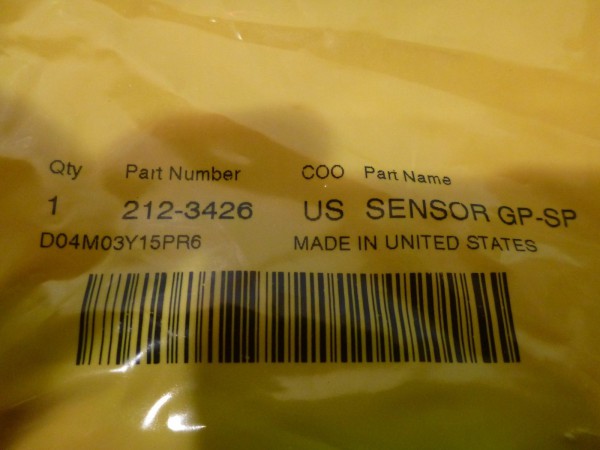 Qty Part Number COO Part Name
1 212-3426 US SENSOR GP-SP
D04M03Y15PR6 MADE IN UNITED STATES